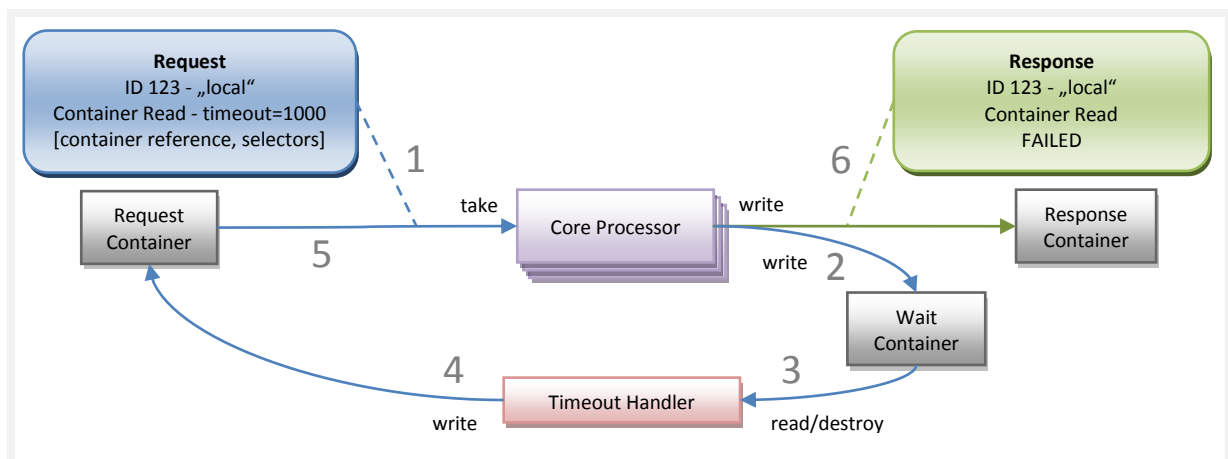 Request
ID 123 - „local“
Container Read - timeout=1000
[container reference, selectors]
Response
ID 123 - „local“
Container Read
FAILED
1
6
Request
Container
take
Core Processor
write
Response
Container
5
write
2
Wait
Container
4
3
Timeout Handler
write
read/destroy